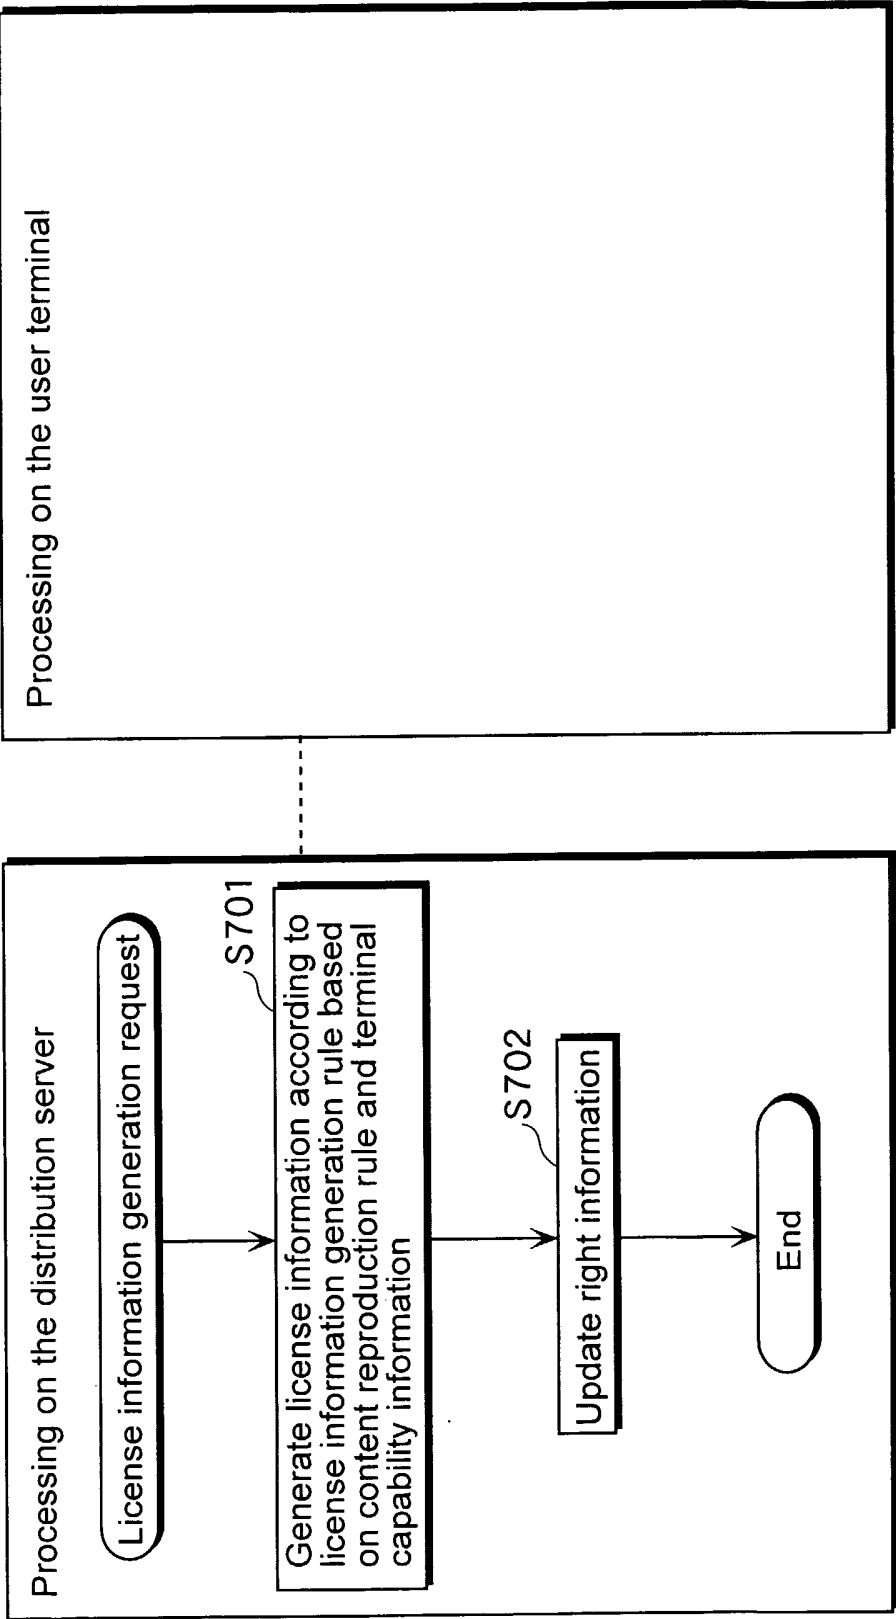 Processing on the distribution server
License information generation request
S701
Generate license information according to
license information generation rule based
on content reproduction rule and terminal
capability information
S702
Update right information
End
Processing on the user terminal